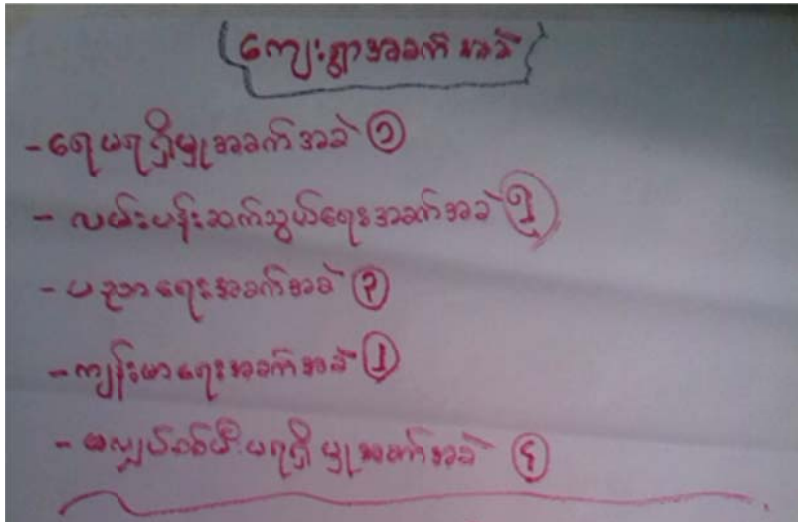 ကျေးရွာအခက်အခဲ
- ရေမရရှိမှုအခက်အခဲ ၁
- လမ်းပန်းဆက်သွယ်ရေးအခက်အခဲ ၅
- ပညာရေးအခက်အခဲ ၃
- ကျန်းမာရေးအခက်အခဲ ၂
- မလျှပ်စစ်မီးမရရှိမှုအခက်အခဲ ၄